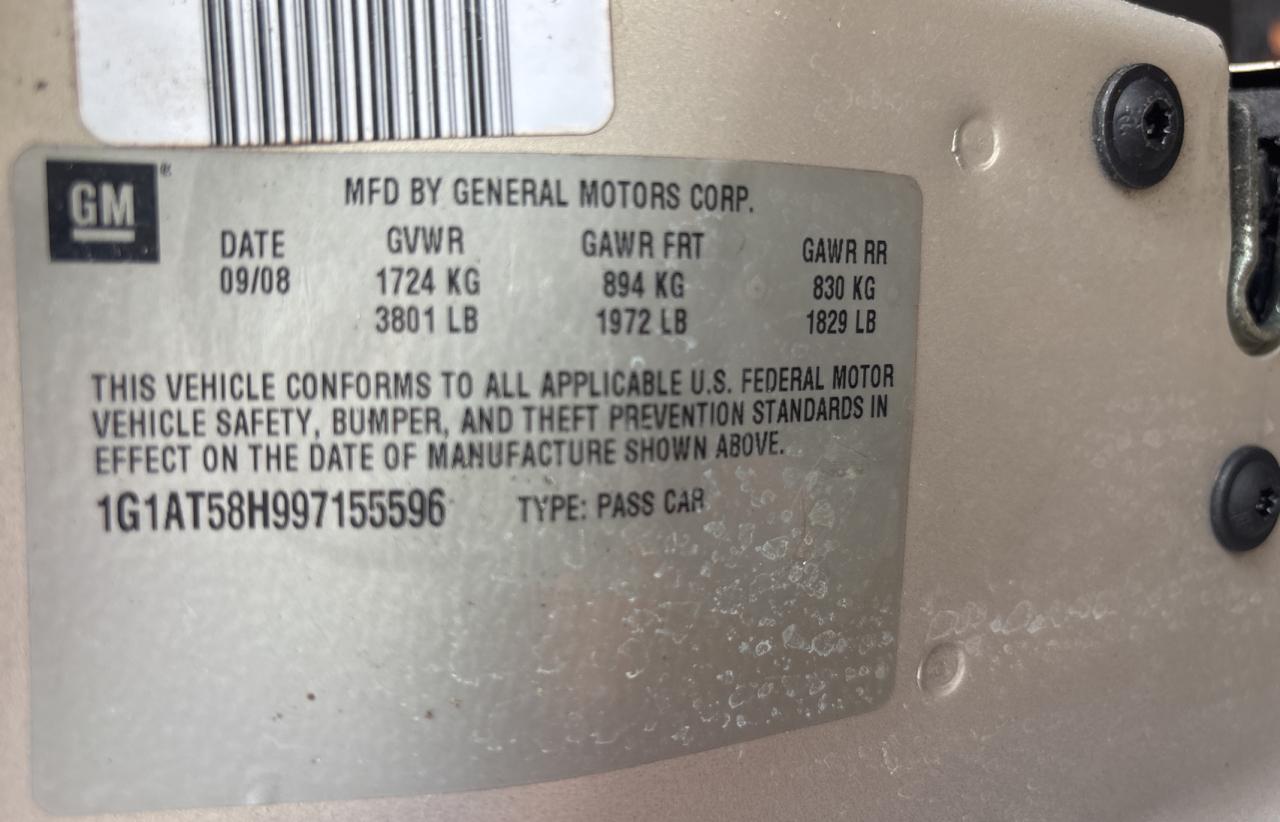 GM®
MFD BY GENERAL MOTORS CORP.
DATE GVWR GAWR FRT GAWR RR
09/08 1724 KG 894 KG 830 KG
3801 LB 1972 LB 1829 LB
THIS VEHICLE CONFORMS TO ALL APPLICABLE U.S. FEDERAL MOTOR
VEHICLE SAFETY, BUMPER, AND THEFT PREVENTION STANDARDS IN
EFFECT ON THE DATE OF MANUFACTURE SHOWN ABOVE.
1G1AT58H997155596 TYPE: PASS CAR